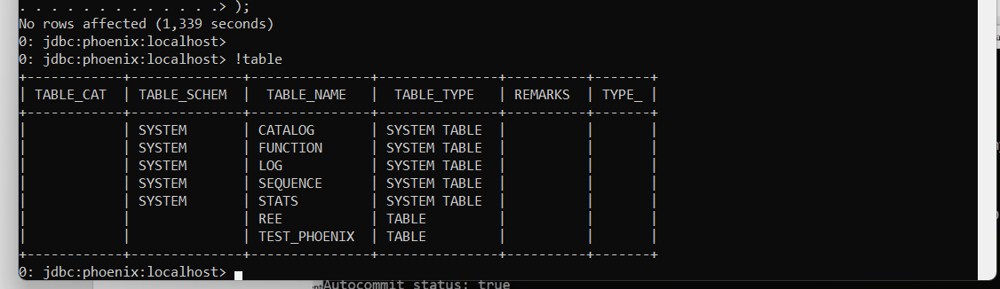 . . . . . . . . . . . . .> );
No rows affected (1,339 seconds)
0: jdbc:phoenix:localhost>
0: jdbc:phoenix:localhost> !table
+------------+--------------+---------------+---------------+----------+-------+
| TABLE_CAT  | TABLE_SCHEM  |  TABLE_NAME   |  TABLE_TYPE   | REMARKS  | TYPE_ |
+------------+--------------+---------------+---------------+----------+-------+
|            | SYSTEM       | CATALOG       | SYSTEM TABLE  |          |       |
|            | SYSTEM       | FUNCTION      | SYSTEM TABLE  |          |       |
|            | SYSTEM       | LOG           | SYSTEM TABLE  |          |       |
|            | SYSTEM       | SEQUENCE      | SYSTEM TABLE  |          |       |
|            | SYSTEM       | STATS         | SYSTEM TABLE  |          |       |
|            |              | REE           | TABLE         |          |       |
|            |              | TEST_PHOENIX  | TABLE         |          |       |
+------------+--------------+---------------+---------------+----------+-------+
0: jdbc:phoenix:localhost>
Autocommit status: true